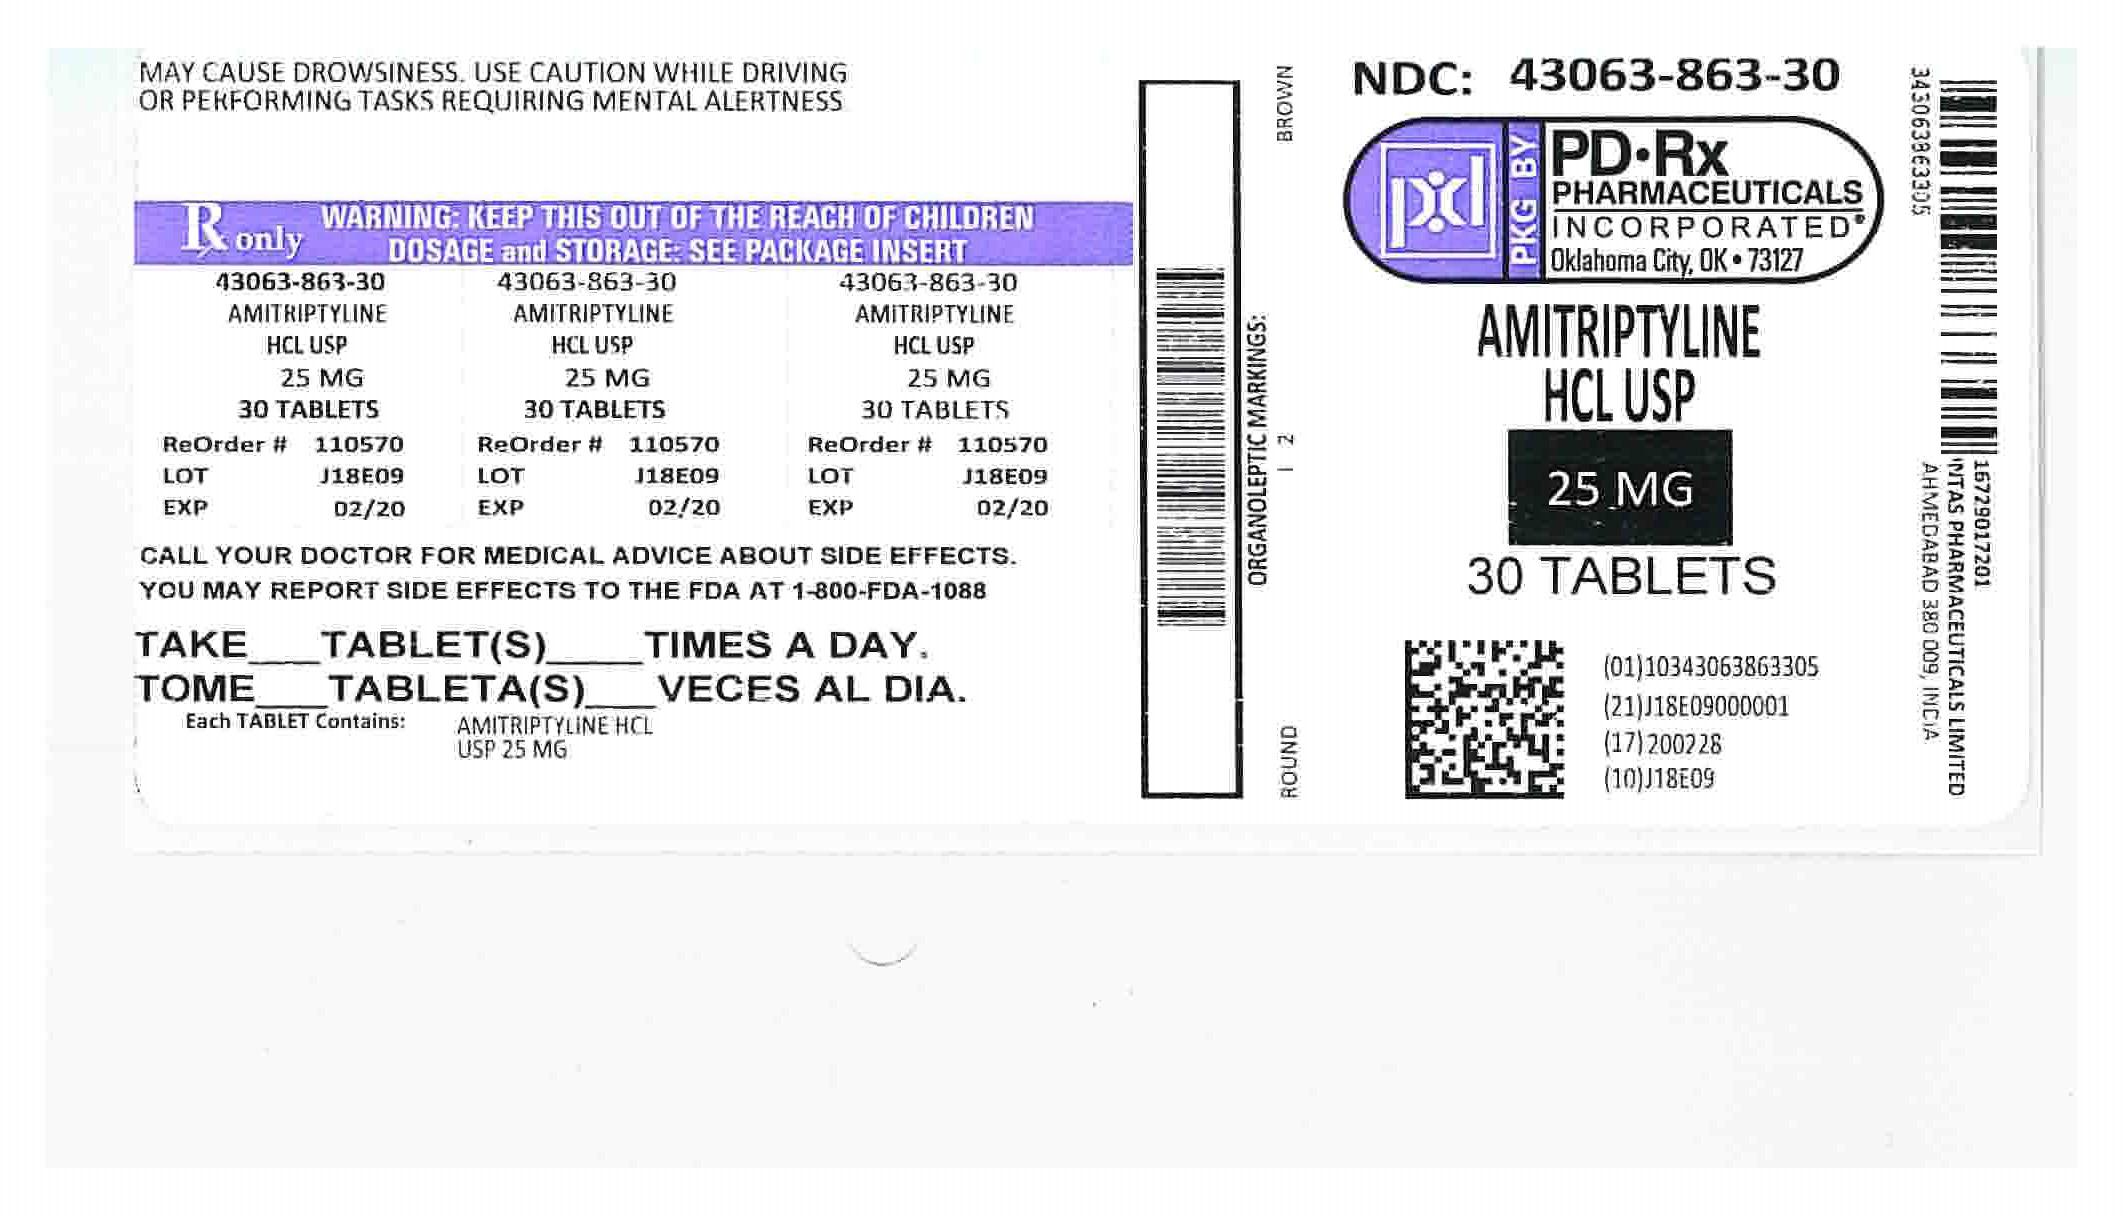 MAY CAUSE DROWSINESS. USE CAUTION WHILE DRIVING
OR PERFORMING TASKS REQUIRING MENTAL ALERTNESS
Rx only
WARNING: KEEP THIS OUT OF THE REACH OF CHILDREN
DOSAGE and STORAGE: SEE PACKAGE INSERT
43063-863-30 43063-863-30 43063-863-30
AMITRIPTYLINE AMITRIPTYLINE AMITRIPTYLINE
HCL USP HCL USP HCL USP
25 MG 25 MG 25 MG
30 TABLETS 30 TABLETS 30 TABLETS
ReOrder # 110570 ReOrder # 110570 ReOrder # 110570
LOT J18E09 LOT J18E09 LOT J18E09
EXP 02/20 EXP 02/20 EXP 02/20
CALL YOUR DOCTOR FOR MEDICAL ADVICE ABOUT SIDE EFFECTS.
YOU MAY REPORT SIDE EFFECTS TO THE FDA AT 1-800-FDA-1088
TAKE___TABLET(S)____TIMES A DAY.
TOME___TABLETA(S)___VECES AL DIA.
Each TABLET Contains: AMITRIPTYLINE HCL
USP 25 MG
ORGANOLEPTIC MARKINGS:
ROUND I 2 BROWN
NDC: 43063-863-30
pd
PKG BY
PD•Rx
PHARMACEUTICALS
INCORPORATED®
Oklahoma City, OK • 73127
AMITRIPTYLINE
HCL USP
25 MG
30 TABLETS
(01)10343063863305
(21)J18E09000001
(17)200228
(10)J18E09
343063863305
16729017201
INTAS PHARMACEUTICALS LIMITED
AHMEDABAD 380 009, INDIA